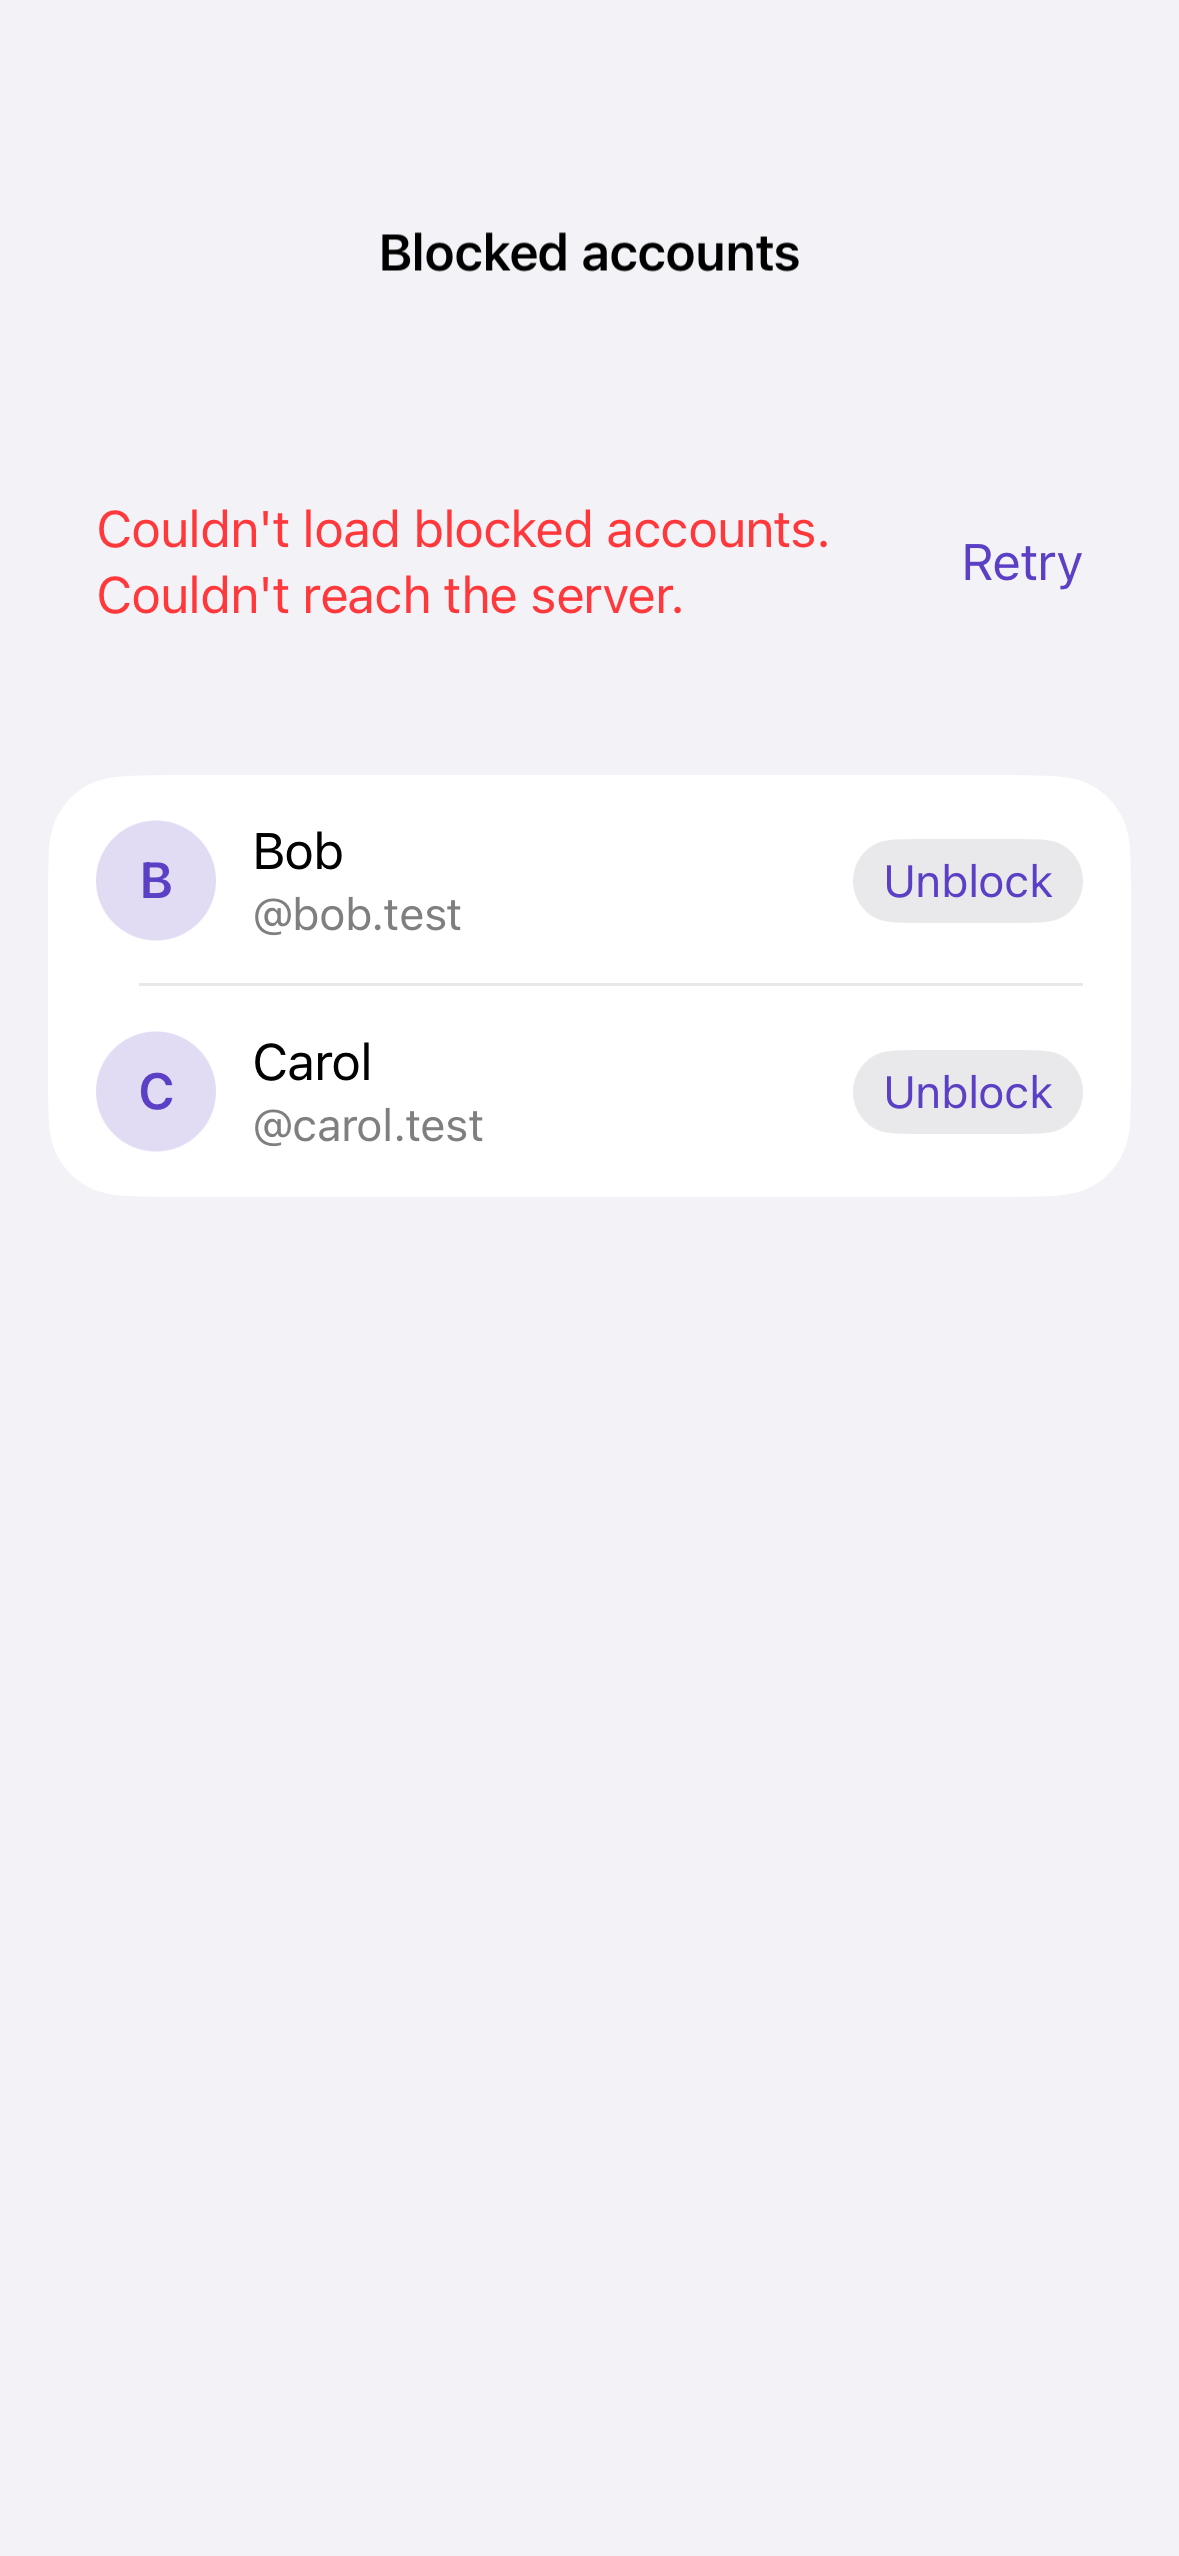 Blocked accounts
Couldn't load blocked accounts.
Couldn't reach the server.
Retry
B
Bob
@bob.test
Unblock
C
Carol
@carol.test
Unblock